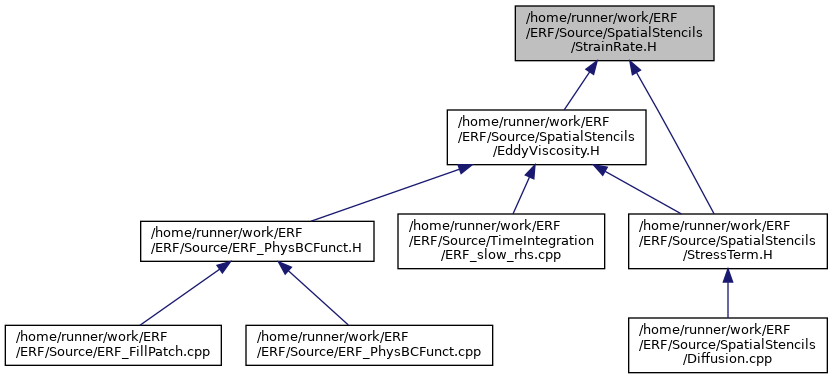 /home/runner/work/ERF
/ERF/Source/SpatialStencils
/StrainRate.H
/home/runner/work/ERF
/ERF/Source/SpatialStencils
/EddyViscosity.H
/home/runner/work/ERF
/ERF/Source/ERF_PhysBCFunct.H
/home/runner/work/ERF
/ERF/Source/TimeIntegration
/ERF_slow_rhs.cpp
/home/runner/work/ERF
/ERF/Source/SpatialStencils
/StressTerm.H
/home/runner/work/ERF
/ERF/Source/ERF_FillPatch.cpp
/home/runner/work/ERF
/ERF/Source/ERF_PhysBCFunct.cpp
/home/runner/work/ERF
/ERF/Source/SpatialStencils
/Diffusion.cpp